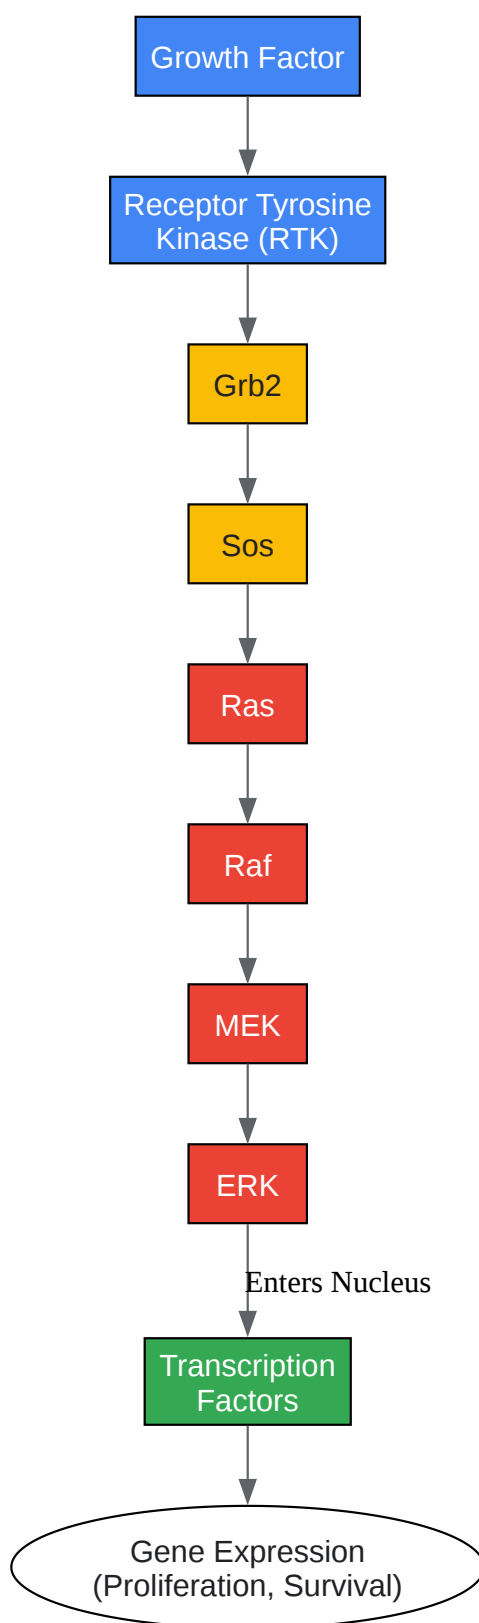 Growth Factor
Receptor Tyrosine
Kinase (RTK)
Grb2
Sos
Ras
Raf
MEK
ERK
Enters Nucleus
Transcription
Factors
Gene Expression
(Proliferation, Survival)